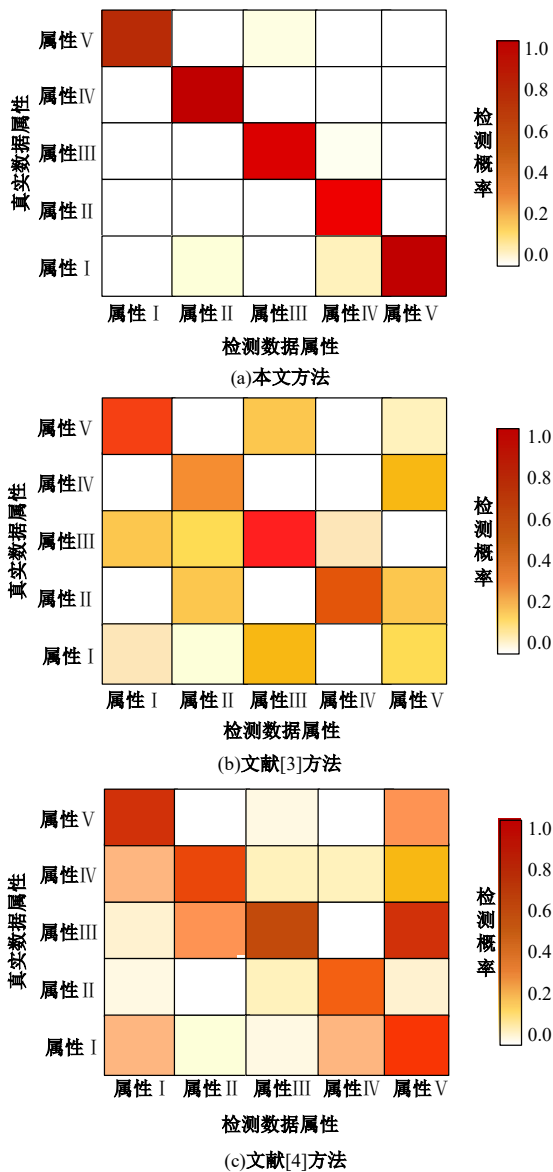 属性Ⅴ
属性Ⅳ
属性Ⅲ
属性Ⅱ
属性Ⅰ
真实数据属性
属性Ⅰ 属性Ⅱ 属性Ⅲ 属性Ⅳ 属性Ⅴ
检测数据属性
1.0
0.8
0.6
0.4
0.2
0.0
检测概率
(a)本文方法
属性Ⅴ
属性Ⅳ
属性Ⅲ
属性Ⅱ
属性Ⅰ
真实数据属性
属性Ⅰ 属性Ⅱ 属性Ⅲ 属性Ⅳ 属性Ⅴ
检测数据属性
1.0
0.8
0.6
0.4
0.2
0.0
检测概率
(b)文献[3]方法
属性Ⅴ
属性Ⅳ
属性Ⅲ
属性Ⅱ
属性Ⅰ
真实数据属性
属性Ⅰ 属性Ⅱ 属性Ⅲ 属性Ⅳ 属性Ⅴ
检测数据属性
1.0
0.8
0.6
0.4
0.2
0.0
检测概率
(c)文献[4]方法